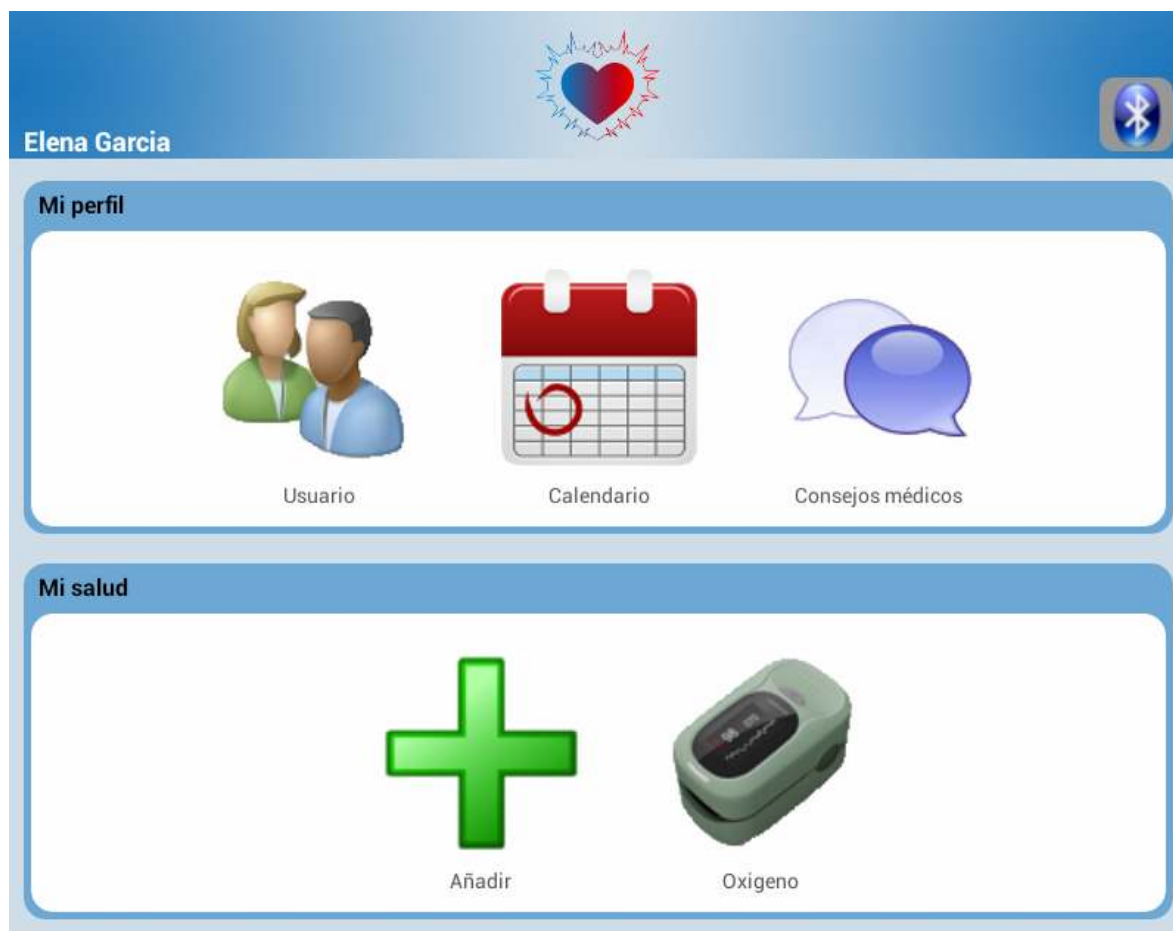 Elena Garcia
Mi perfil
Usuario
Calendario
Consejos médicos
Mi salud
Añadir
Oxigeno